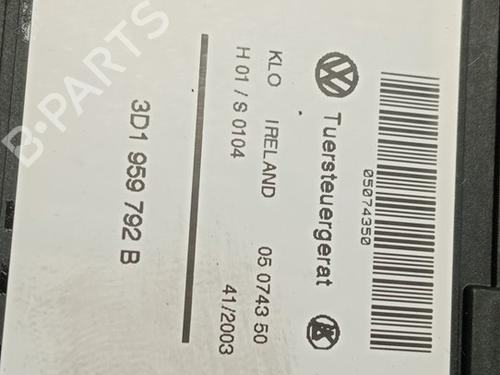 05074350
Tuersteuergerat
KLO IRELAND 05 0743 50
H 01 / S 0104 41/2003
3D1 959 792 B
B-PARTS